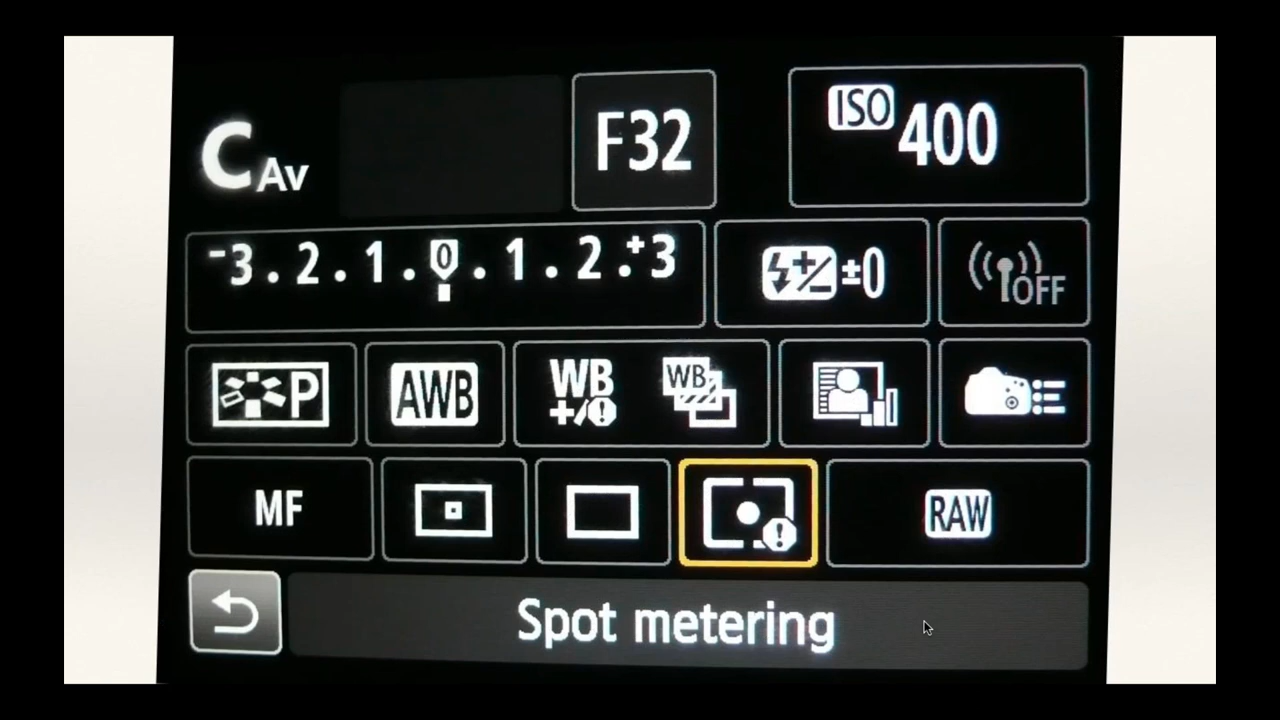 C Av F32 ISO 400
-3.2.1.0.1.2.+3 ±0 OFF
P AWB WB +/! WB
MF ! RAW
Spot metering